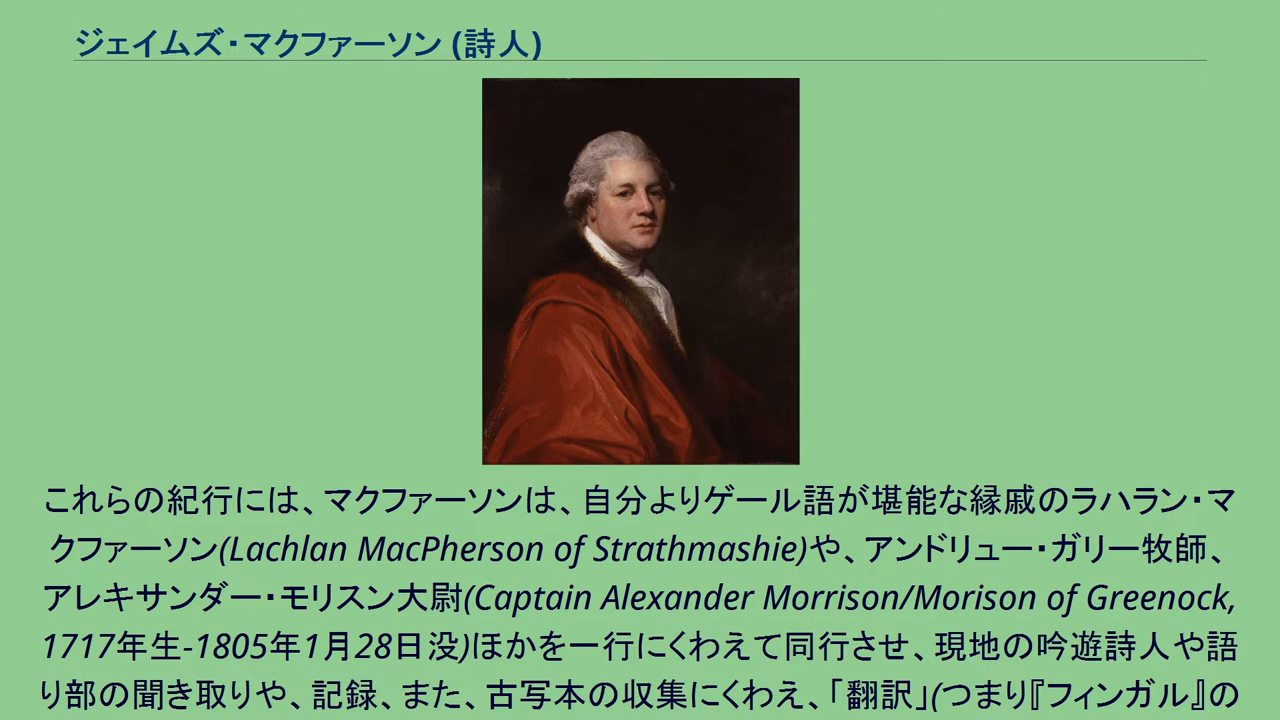 ジェイムズ・マクファーソン (詩人)
これらの紀行には、マクファーソンは、自分よりゲール語が堪能な縁戚のラハラン・マ
クファーソン(Lachlan MacPherson of Strathmashie)や、アンドリュー・ガリー牧師、
アレキサンダー・モリスン大尉(Captain Alexander Morrison/Morison of Greenock,
1717年生-1805年1月28日没)ほかを一行にくわえて同行させ、現地の吟遊詩人や語
り部の聞き取りや、記録、また、古写本の収集にくわえ、「翻訳」(つまり『フィンガル』の